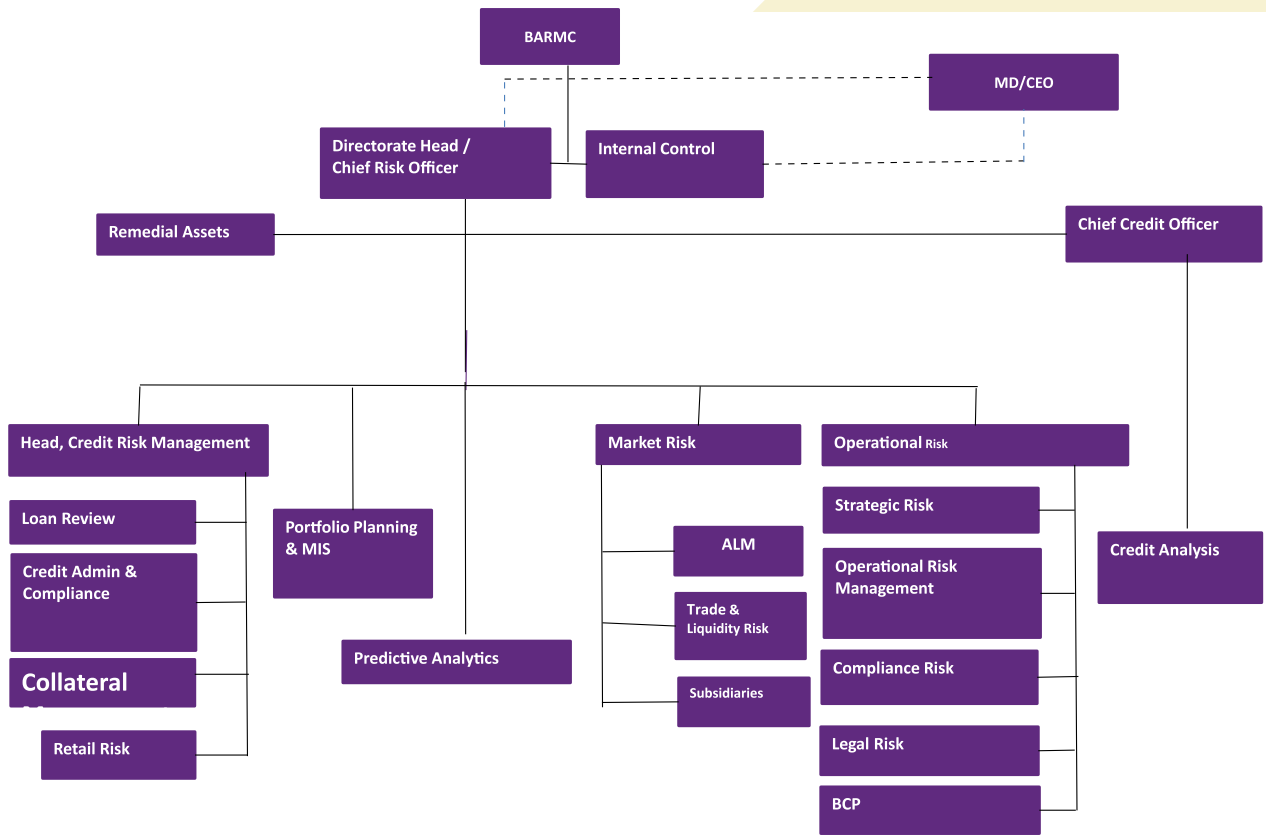 BARMC
MD/CEO
Directorate Head /
Chief Risk Officer
Internal Control
Remedial Assets
Chief Credit Officer
Head, Credit Risk Management
Market Risk
Operational Risk
Loan Review
Credit Admin &
Compliance
Collateral
Retail Risk
Portfolio Planning
& MIS
Predictive Analytics
ALM
Trade &
Liquidity Risk
Subsidiaries
Strategic Risk
Operational Risk
Management
Compliance Risk
Legal Risk
BCP
Credit Analysis